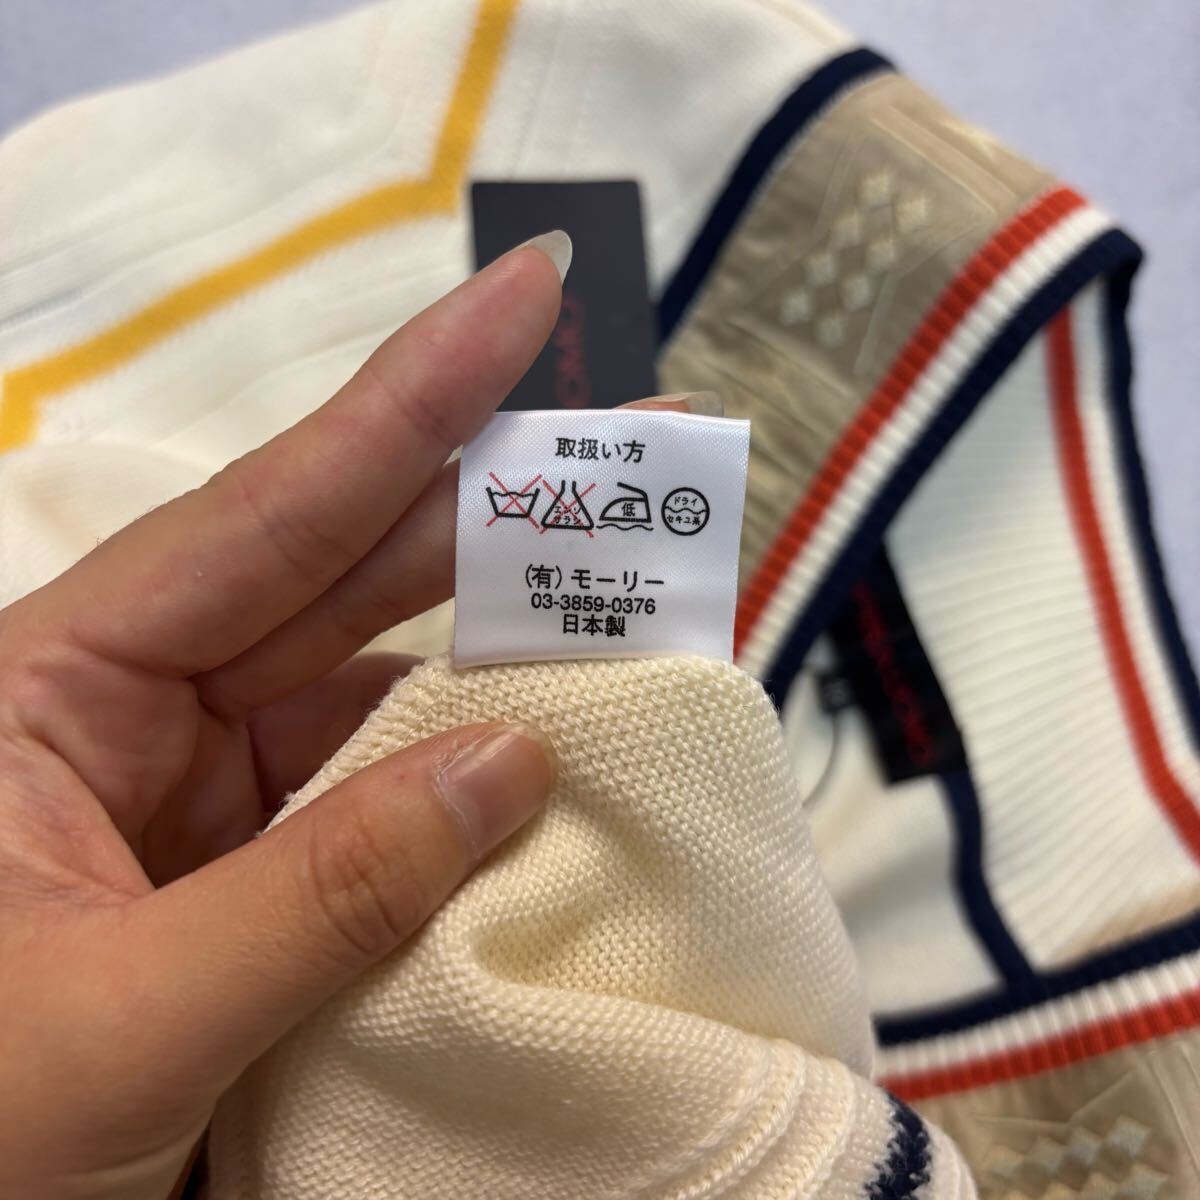 取扱い方
エンソ
サラシ
低
ドライ
セキユ系
(有) モーリー
03-3859-0376
日本製